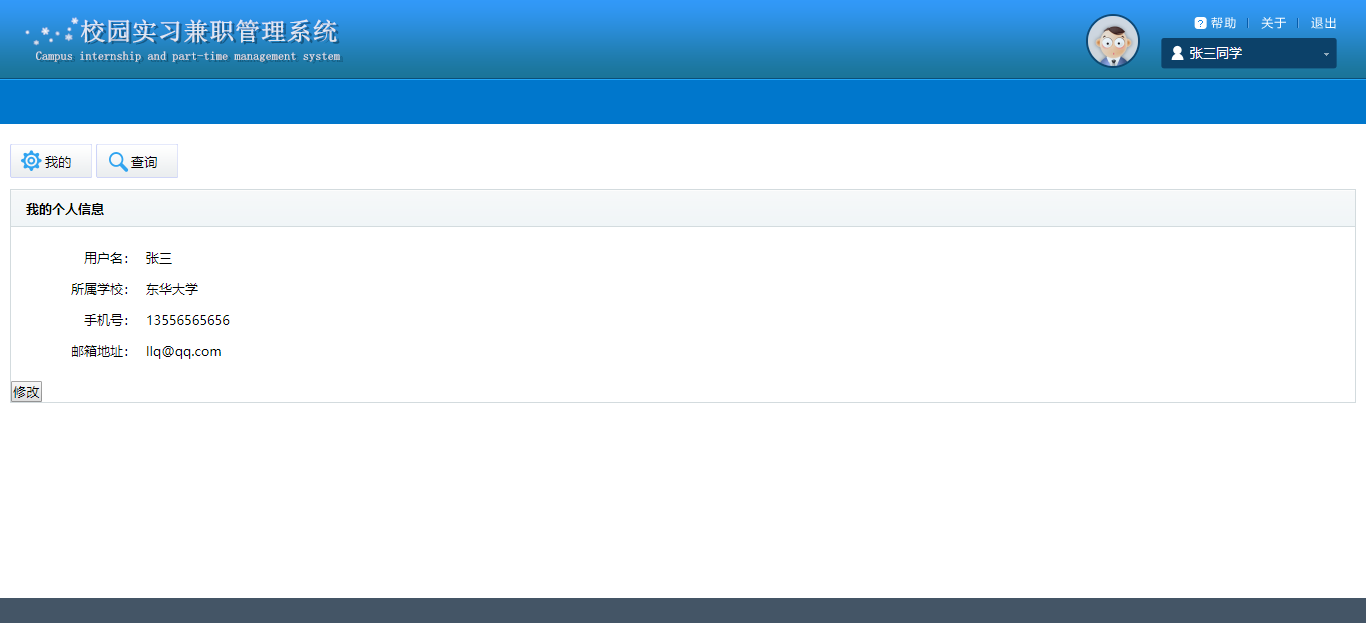 校园实习兼职管理系统
Campus internship and part-time management system
帮助 | 关于 | 退出
张三同学
我的 查询
我的个人信息
用户名： 张三
所属学校： 东华大学
手机号： 13556565656
邮箱地址： llq@qq.com
修改